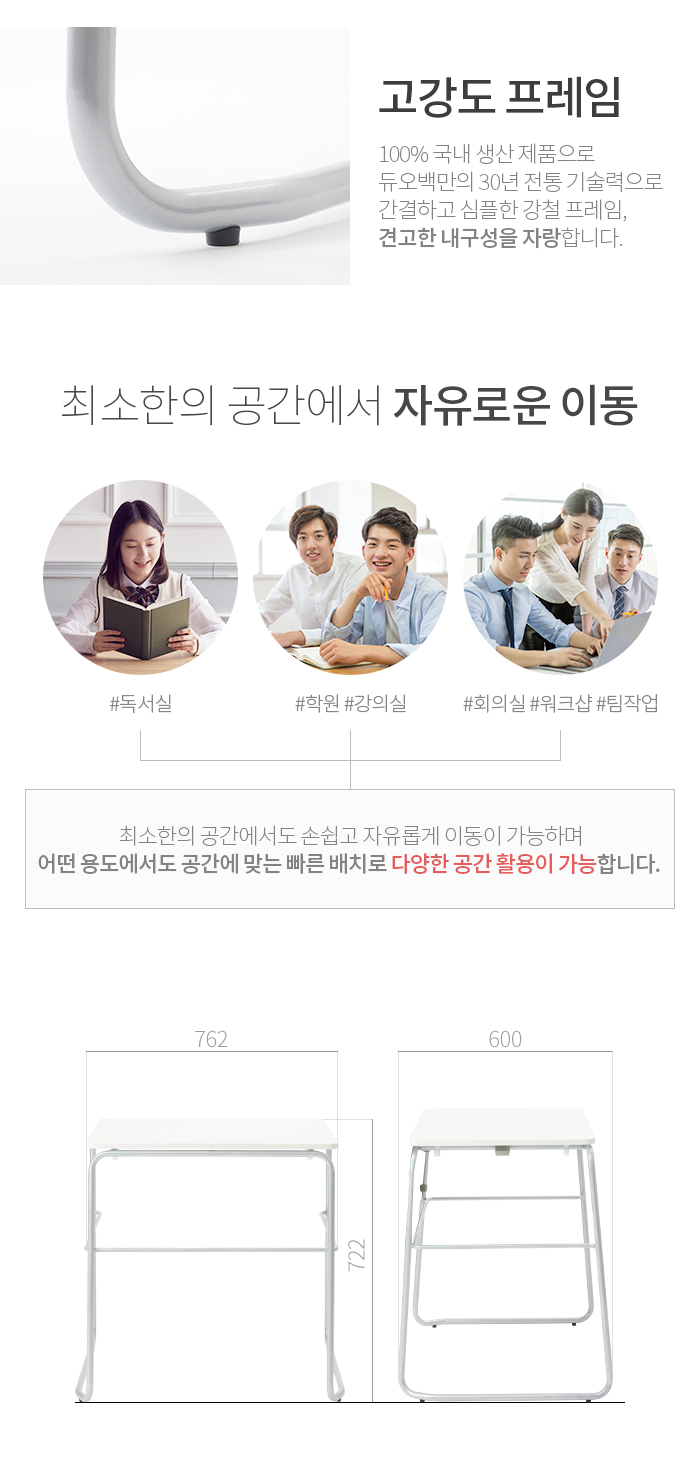 고강도 프레임
100% 국내 생산 제품으로
듀오백만의 30년 전통 기술력으로
간결하고 심플한 강철 프레임,
견고한 내구성을 자랑합니다.
최소한의 공간에서 자유로운 이동
#독서실
#학원 #강의실
#회의실 #워크샵 #팀작업
최소한의 공간에서도 손쉽고 자유롭게 이동이 가능하며
어떤 용도에서도 공간에 맞는 빠른 배치로 다양한 공간 활용이 가능합니다.
762
600
722